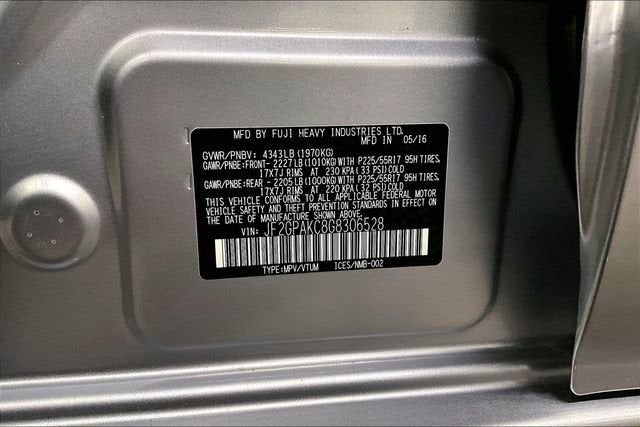 MFD BY FUJI HEAVY INDUSTRIES LTD.
MFD IN 05/16
GVWR/PNBV: 4343LB(1970KG)
GAWR/PNBE:FRONT- 2227LB(1010KG)WITH P225/55R17 95H TIRES,
17X7J RIMS AT 230 KPA(33 PSI)COLD
GAWR/PNBE:REAR - 2205LB(1000KG)WITH P225/55R17 95H TIRES,
17X7J RIMS AT 220 KPA(32 PSI)COLD
THIS VEHICLE CONFORMS TO ALL APPLICABLE FEDERAL MOTOR
VEHICLE SAFETY AND THEFT PREVENTION STANDARDS IN EFFECT
ON THE DATE OF MANUFACTURE SHOWN ABOVE.
VIN: JF2GPAKC8G8306528
TYPE:MPV/VTUM ICES/NMB-002